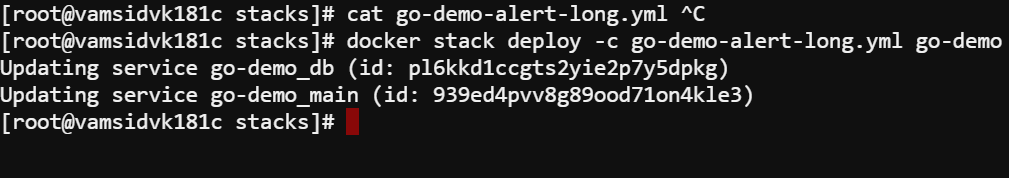 [root@vamsidvk181c stacks]# cat go-demo-alert-long.yml ^C
[root@vamsidvk181c stacks]# docker stack deploy -c go-demo-alert-long.yml go-demo
Updating service go-demo_db (id: pl6kkd1ccgts2yie2p7y5dpkg)
Updating service go-demo_main (id: 939ed4pvv8g89ood71on4kle3)
[root@vamsidvk181c stacks]#